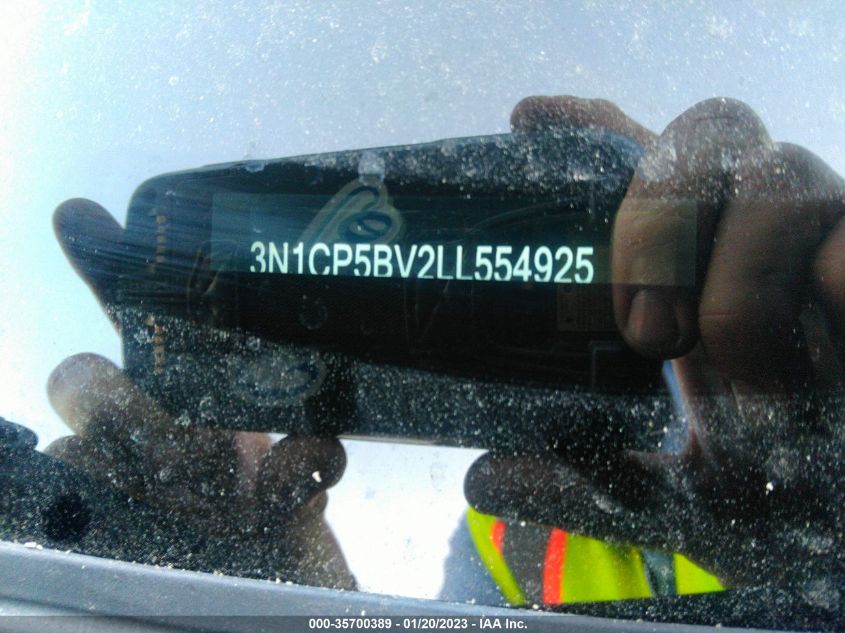 3N1CP5BV2LL554925
000-35700389 - 01/20/2023 - IAA Inc.